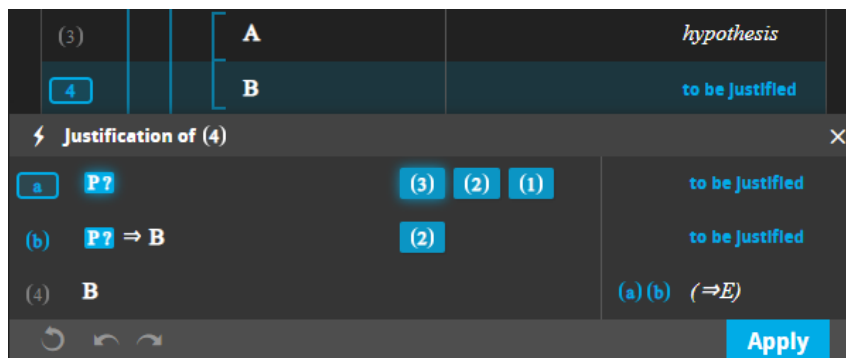 (3) A hypothesis
4 B to be justified
Justification of (4)
a P? (3) (2) (1) to be justified
(b) P? ⇒ B (2) to be justified
(4) B (a) (b) (⇒E)
Apply